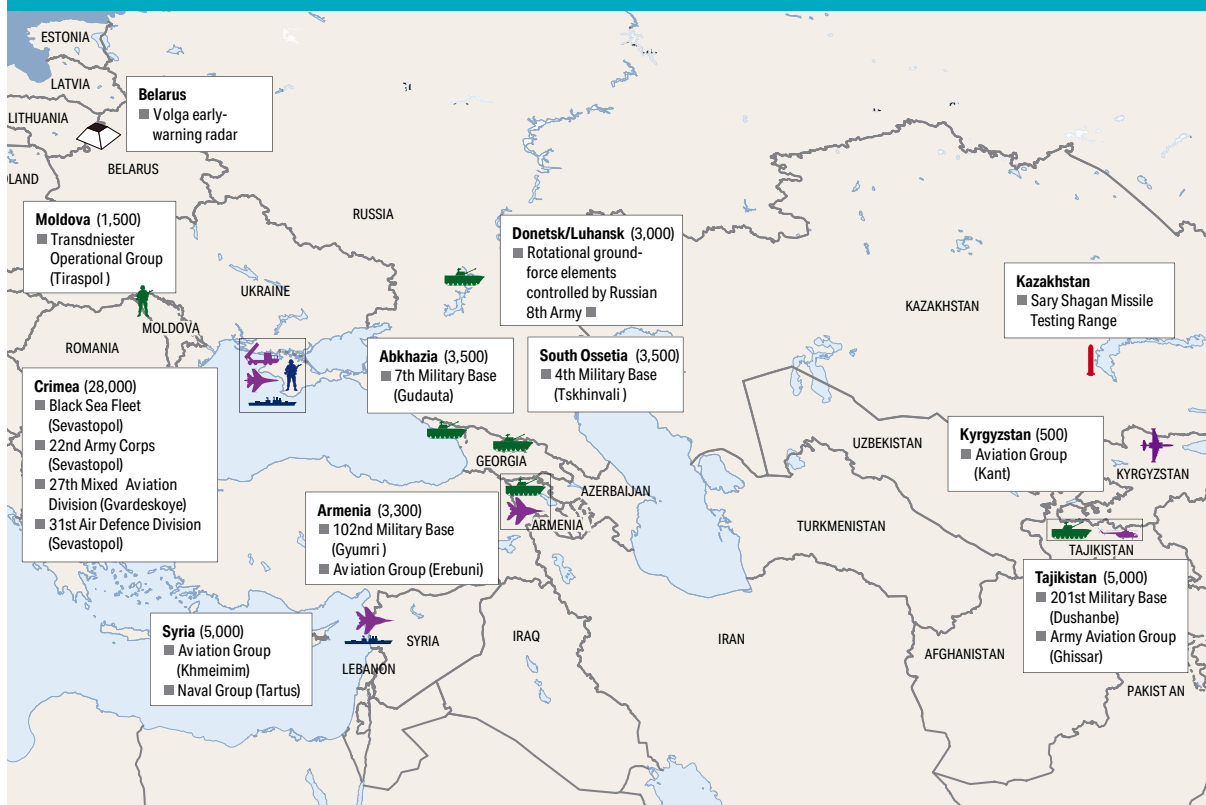 ESTONIA
LATVIA
LITHUANIA
BELARUS
RUSSIA
UKRAINE
MOLDOVA
ROMANIA
KAZAKHSTAN
UZBEKISTAN
KYRGYZSTAN
TAJIKISTAN
TURKMENISTAN
GEORGIA
AZERBAIJAN
ARMENIA
SYRIA
LEBANON
IRAQ
IRAN
AFGHANISTAN
PAKIST AN
Belarus
Volga early-
warning radar
Moldova (1,500)
Transdniester
Operational Group
(Tiraspol )
Donetsk/Luhansk (3,000)
Rotational ground-
force elements
controlled by Russian
8th Army
Kazakhstan
Sary Shagan Missile
Testing Range
Abkhazia (3,500)
7th Military Base
(Gudauta)
South Ossetia (3,500)
4th Military Base
(Tskhinvali )
Crimea (28,000)
Black Sea Fleet
(Sevastopol)
22nd Army Corps
(Sevastopol)
27th Mixed Aviation
Division (Gvardeskoye)
31st Air Defence Division
(Sevastopol)
Kyrgyzstan (500)
Aviation Group
(Kant)
Armenia (3,300)
102nd Military Base
(Gyumri )
Aviation Group (Erebuni)
Tajikistan (5,000)
201st Military Base
(Dushanbe)
Army Aviation Group
(Ghissar)
Syria (5,000)
Aviation Group
(Khmeimim)
Naval Group (Tartus)